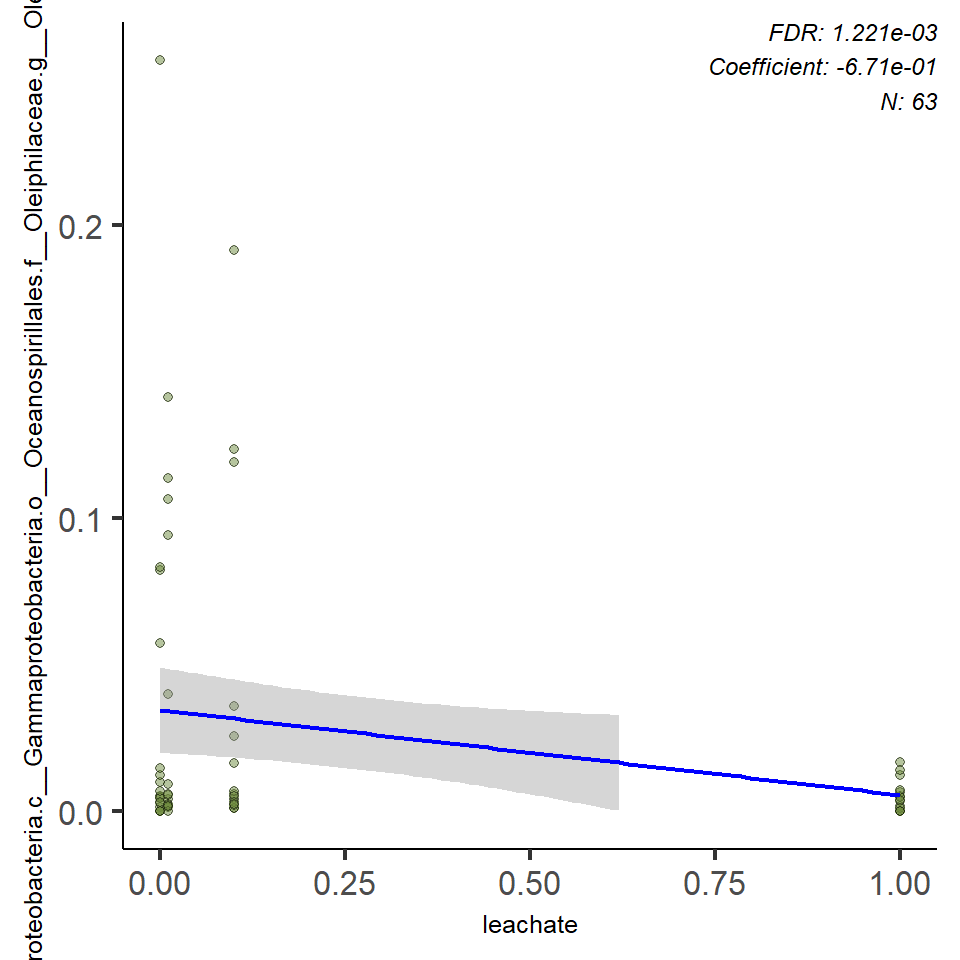 FDR: 1.221e-03
Coefficient: -6.71e-01
N: 63
roteobacteria.c__Gammaproteobacteria.o__Oceanospirillales.f__Oleiphilaceae.g__Ole
0.2
0.1
0.0
0.00 0.25 0.50 0.75 1.00
leachate